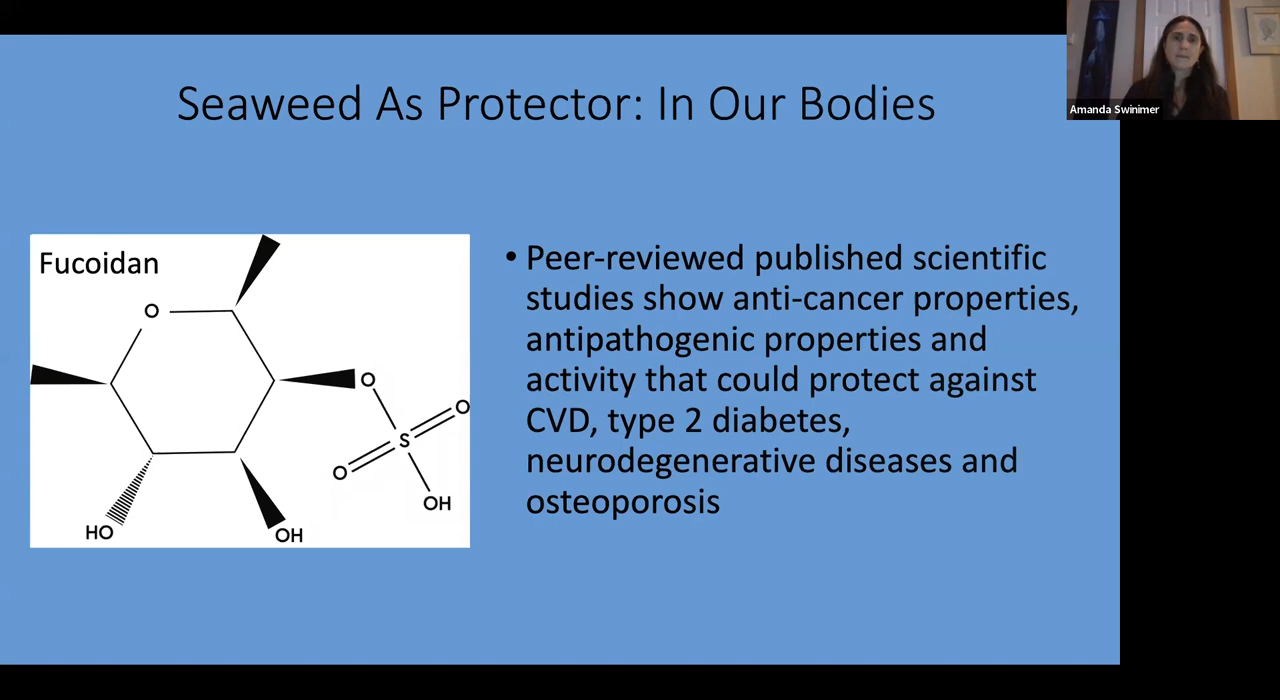 Amanda Swinimer
Seaweed As Protector: In Our Bodies
Fucoidan
O
O
O
S
O
OH
HO
OH
• Peer-reviewed published scientific
studies show anti-cancer properties,
antipathogenic properties and
activity that could protect against
CVD, type 2 diabetes,
neurodegenerative diseases and
osteoporosis